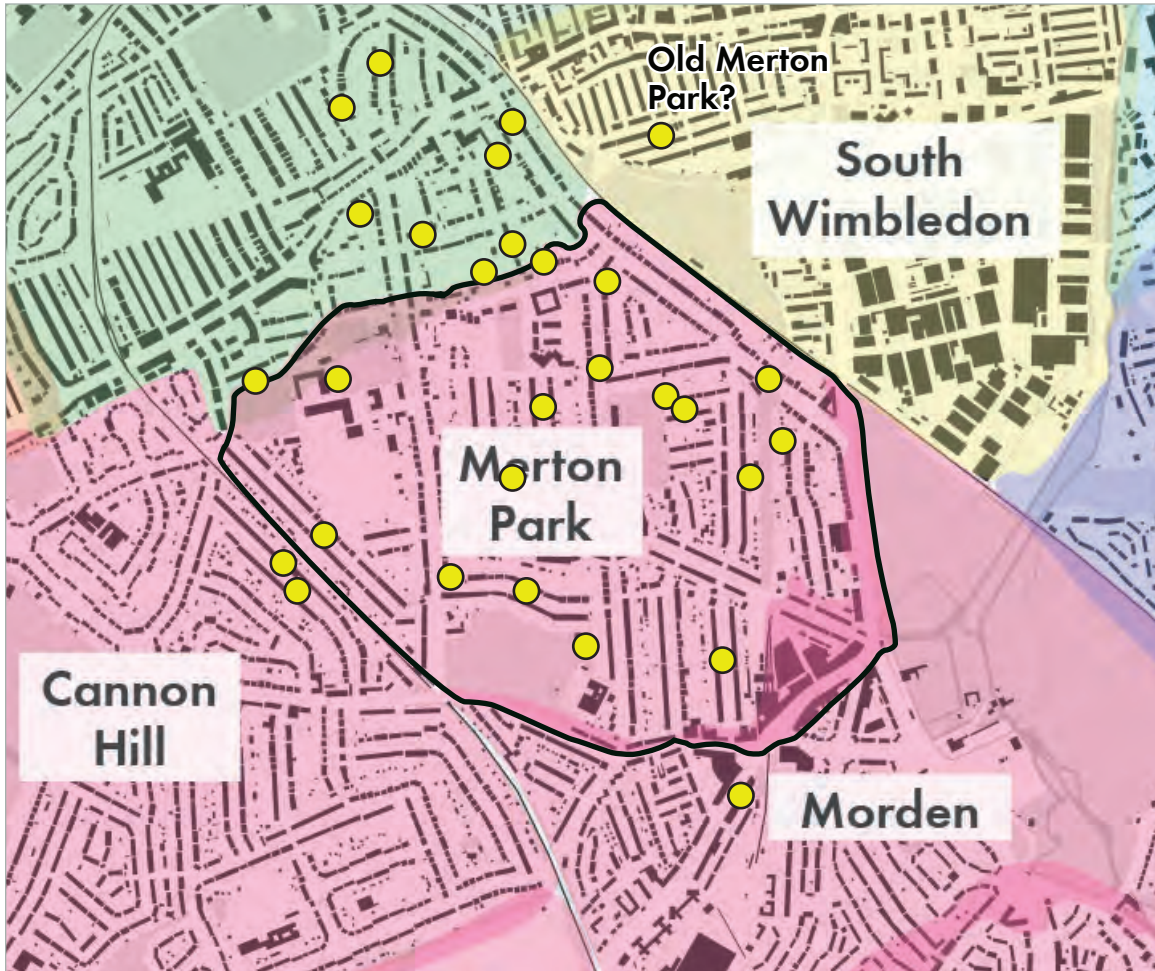 Old Merton
Park?
South
Wimbledon
Merton
Park
Cannon
Hill
Morden